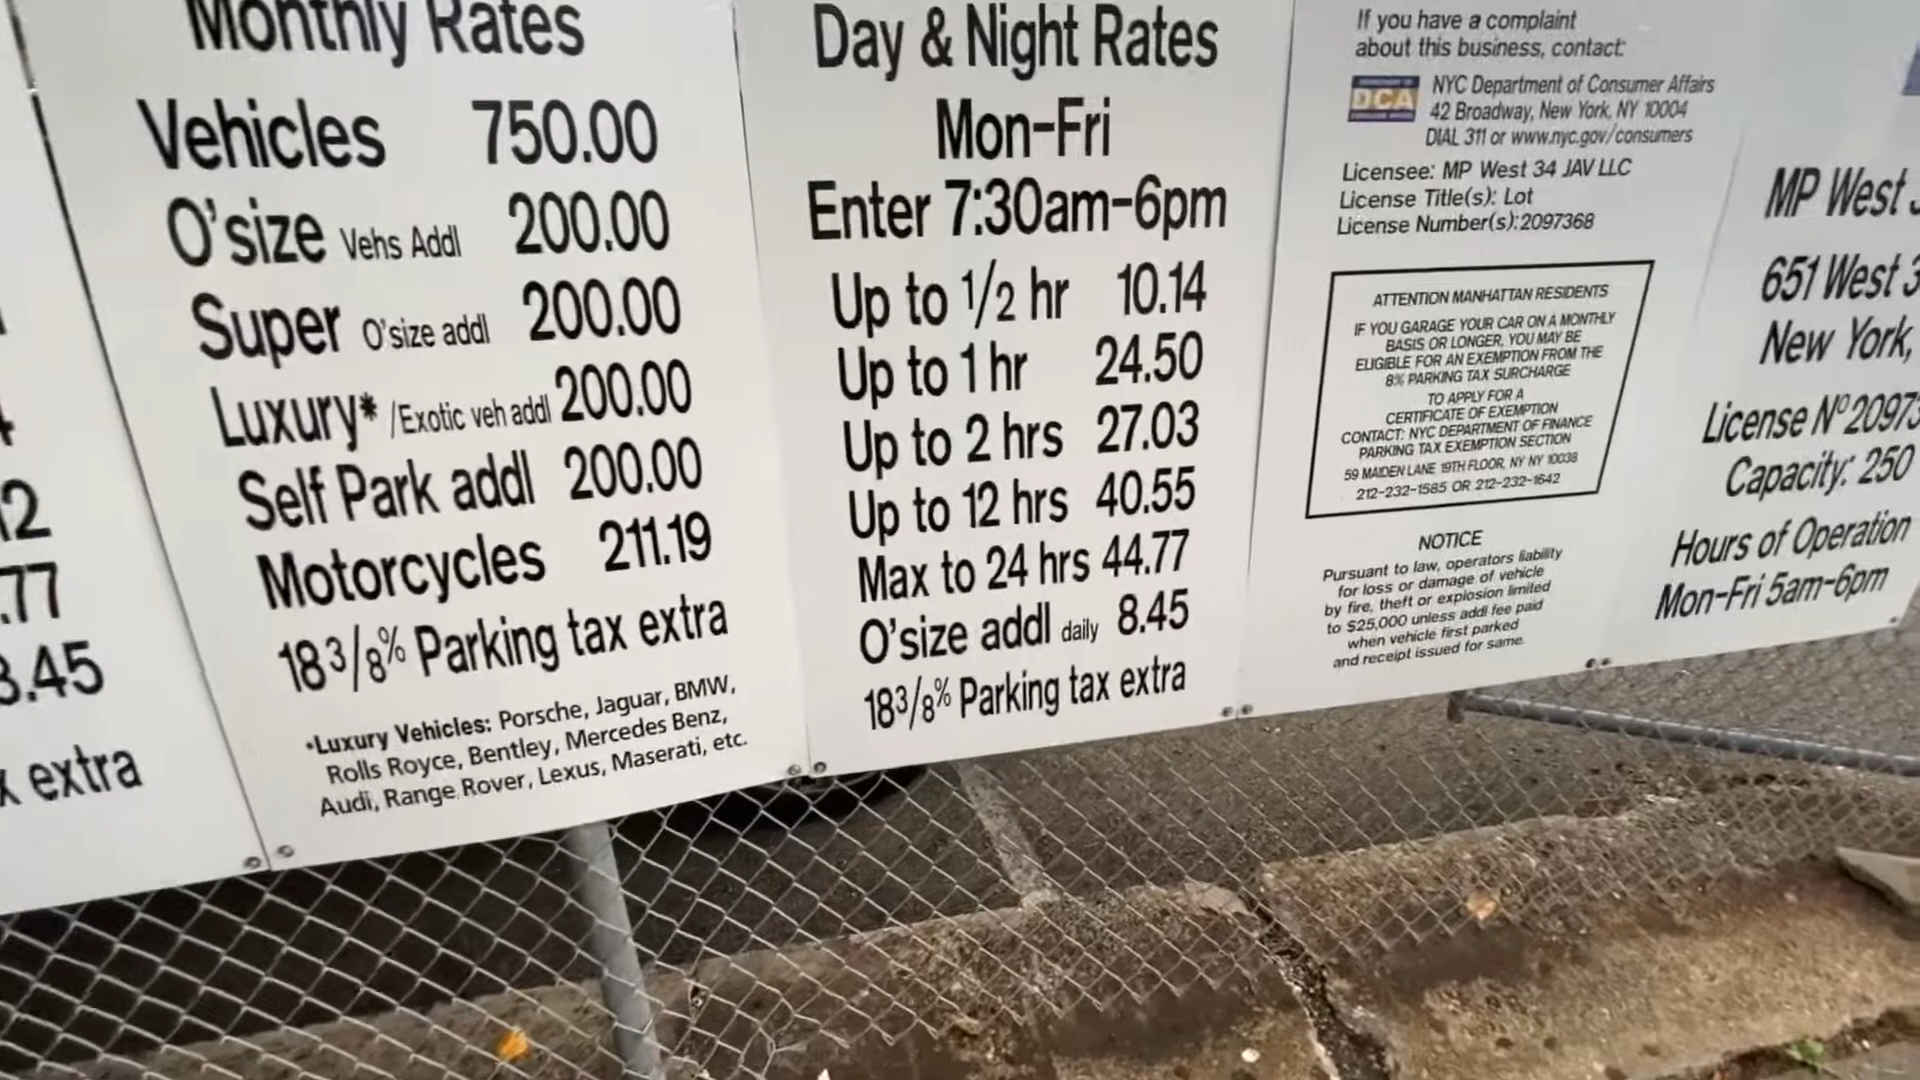 2
.77
8.45
extra
Monthly Rates
Vehicles 750.00
O'size Vehs Addl 200.00
Super O'size addl 200.00
Luxury* /Exotic veh addl 200.00
Self Park addl 200.00
Motorcycles 211.19
18 3/8% Parking tax extra
*Luxury Vehicles: Porsche, Jaguar, BMW,
Rolls Royce, Bentley, Mercedes Benz,
Audi, Range Rover, Lexus, Maserati, etc.
Day & Night Rates
Mon-Fri
Enter 7:30am-6pm
Up to 1/2 hr 10.14
Up to 1 hr 24.50
Up to 2 hrs 27.03
Up to 12 hrs 40.55
Max to 24 hrs 44.77
O'size addl daily 8.45
18 3/8% Parking tax extra
If you have a complaint
about this business, contact:
DCA
NYC Department of Consumer Affairs
42 Broadway, New York, NY 10004
DIAL 311 or www.nyc.gov/consumers
Licensee: MP West 34 JAV LLC
License Title(s): Lot
License Number(s):2097368
ATTENTION MANHATTAN RESIDENTS
IF YOU GARAGE YOUR CAR ON A MONTHLY
BASIS OR LONGER, YOU MAY BE
ELIGIBLE FOR AN EXEMPTION FROM THE
8% PARKING TAX SURCHARGE
TO APPLY FOR A
CERTIFICATE OF EXEMPTION
CONTACT: NYC DEPARTMENT OF FINANCE
PARKING TAX EXEMPTION SECTION
59 MAIDEN LANE 19TH FLOOR, NY NY 10038
212-232-1585 OR 212-232-1642
NOTICE
Pursuant to law, operators liability
for loss or damage of vehicle
by fire, theft or explosion limited
to $25,000 unless addl fee paid
when vehicle first parked
and receipt issued for same.
MP West
651 West 3
New York,
License Nº 20973
Capacity: 250
Hours of Operation
Mon-Fri 5am-6pm